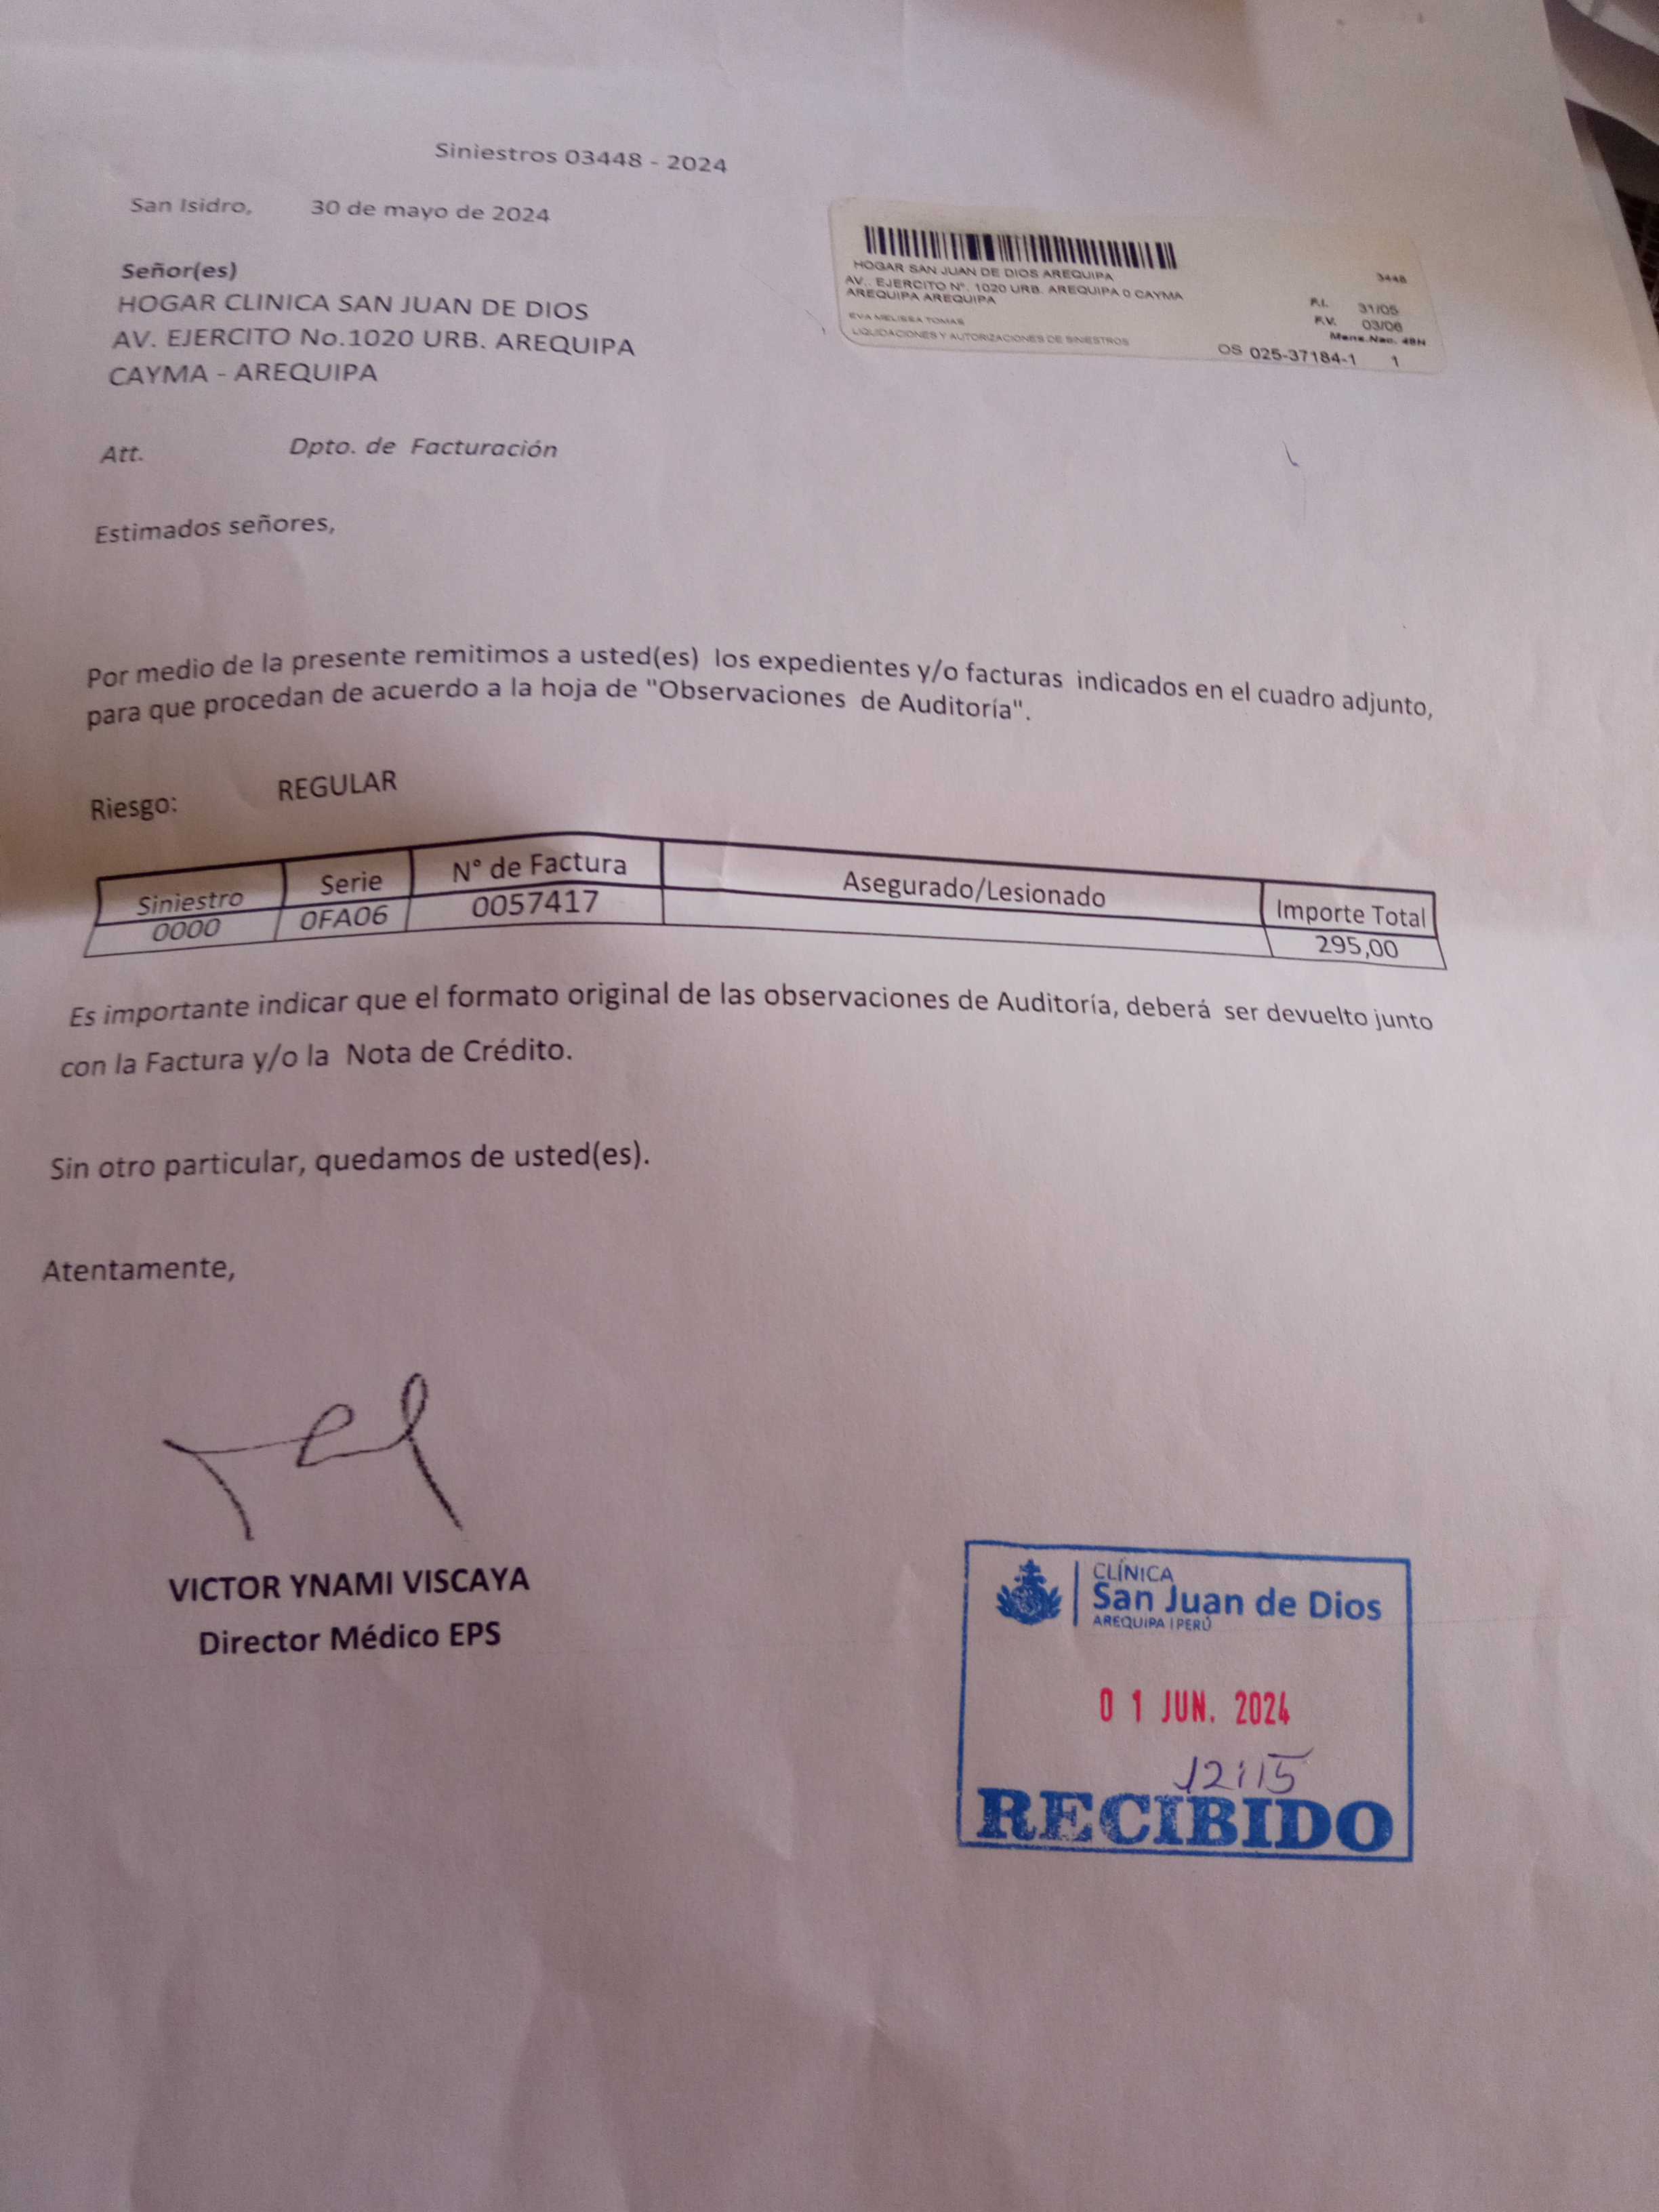 Siniestros 03448 - 2024
San Isidro, 30 de mayo de 2024
Señor(es)
HOGAR CLINICA SAN JUAN DE DIOS
AV. EJERCITO No.1020 URB. AREQUIPA
CAYMA - AREQUIPA
HOGAR SAN JUAN DE DIOS AREQUIPA
AV.. EJERCITO Nº. 1020 URB. AREQUIPA 0 CAYMA
AREQUIPA AREQUIPA
EVA MELISSA TOMAS
LIQUIDACIONES Y AUTORIZACIONES DE SINIESTROS
3448
F.I. 31/05
F.V. 03/06
Mens.Nac. 48H
OS 025-37184-1 1
Att. Dpto. de Facturación
Estimados señores,
Por medio de la presente remitimos a usted(es) los expedientes y/o facturas indicados en el cuadro adjunto,
para que procedan de acuerdo a la hoja de "Observaciones de Auditoría".
Riesgo: REGULAR
Siniestro Serie N° de Factura Asegurado/Lesionado Importe Total
0000 0FA06 0057417 295,00
Es importante indicar que el formato original de las observaciones de Auditoría, deberá ser devuelto junto
con la Factura y/o la Nota de Crédito.
Sin otro particular, quedamos de usted(es).
Atentamente,
VICTOR YNAMI VISCAYA
Director Médico EPS
CLÍNICA
San Juan de Dios
AREQUIPA | PERÚ
01 JUN. 2024
12:15
RECIBIDO